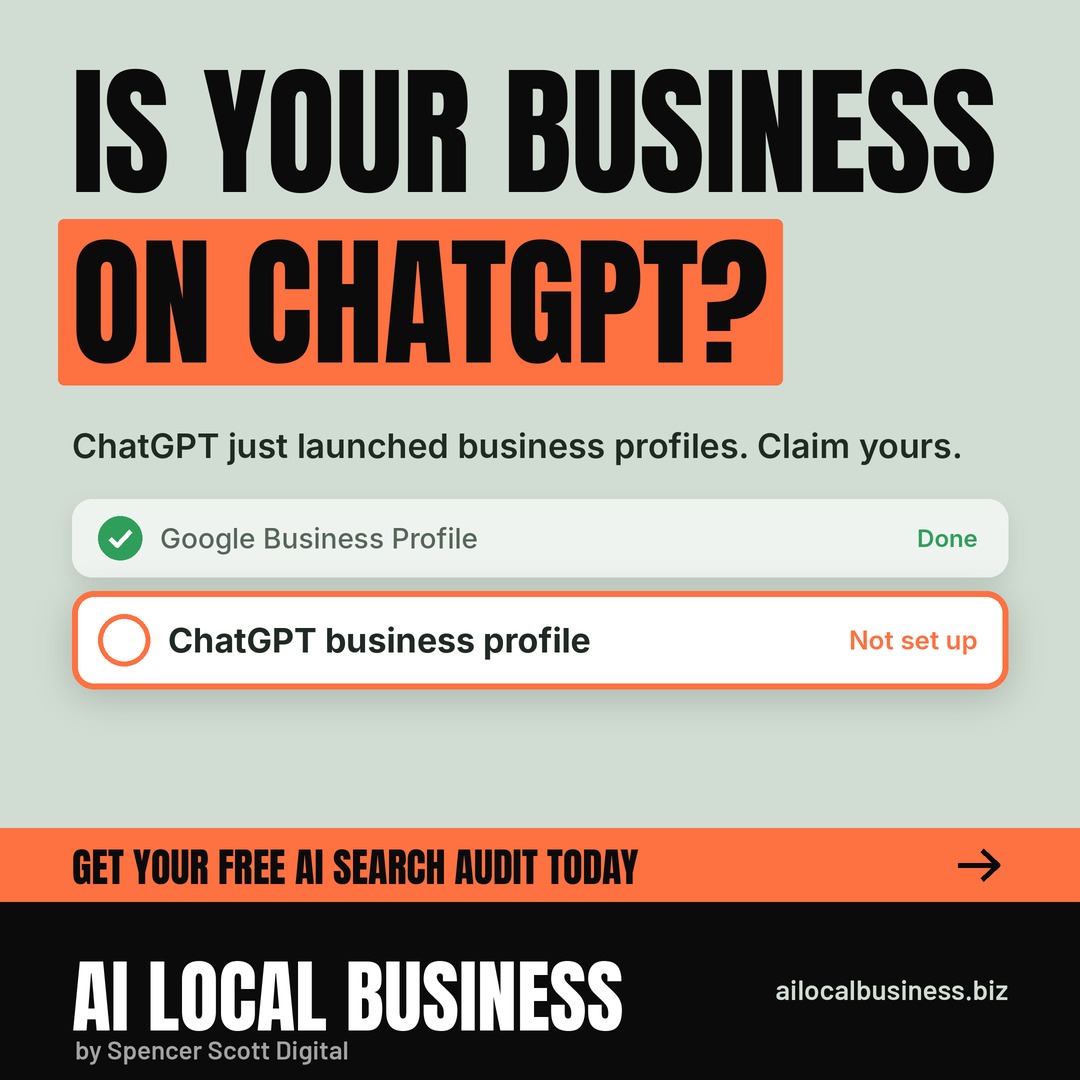 IS YOUR BUSINESS
ON CHATGPT?
ChatGPT just launched business profiles. Claim yours.
Google Business Profile Done
ChatGPT business profile Not set up
GET YOUR FREE AI SEARCH AUDIT TODAY
AI LOCAL BUSINESS
ailocalbusiness.biz
by Spencer Scott Digital